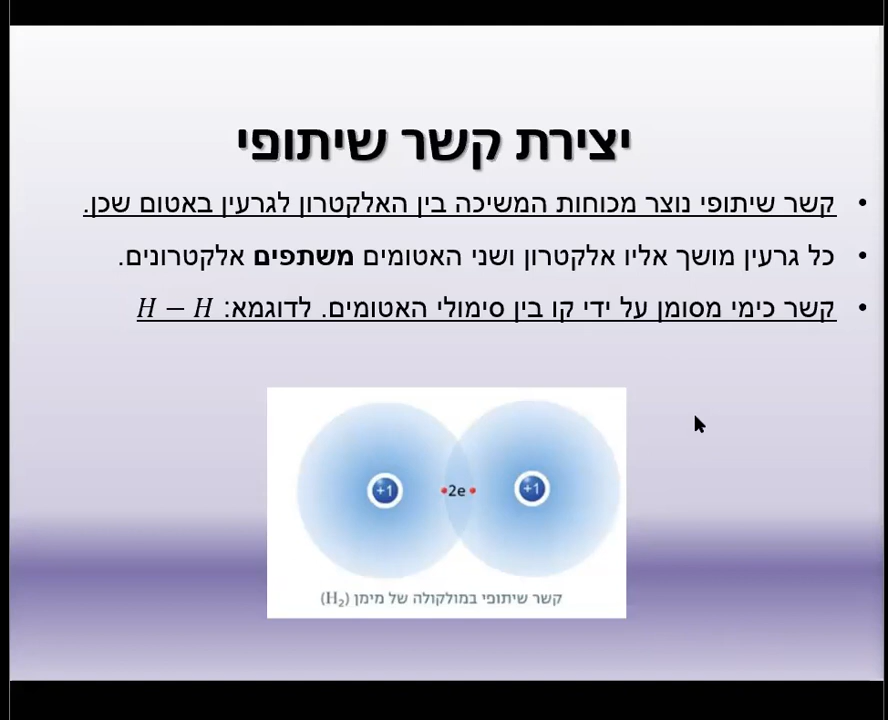 יצירת קשר שיתופי
• קשר שיתופי נוצר מכוחות המשיכה בין האלקטרון לגרעין באטום שכן.
• כל גרעין מושך אליו אלקטרון ושני האטומים משתפים אלקטרונים.
• קשר כימי מסומן על ידי קו בין סימולי האטומים. לדוגמא: H − H
+1 •2e• +1
קשר שיתופי במולקולה של מימן (H₂)